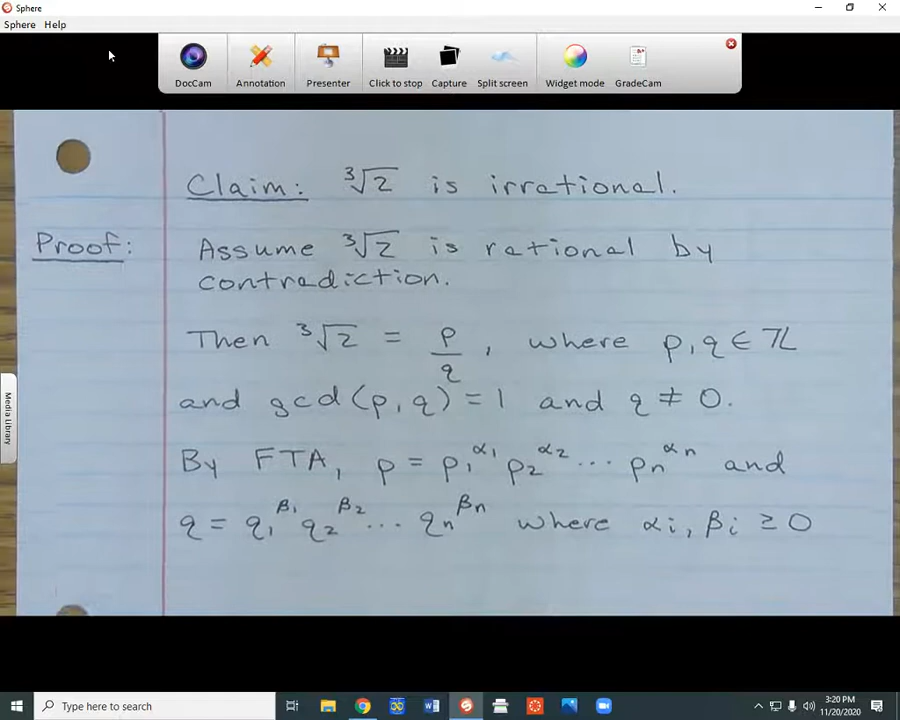 Sphere
Sphere Help
DocCam Annotation Presenter Click to stop Capture Split screen Widget mode GradeCam
Claim: ∛2 is irrational.
Proof: Assume ∛2 is rational by
contradiction.
Then ∛2 = p/q, where p, q ∈ ℤ
and gcd(p, q) = 1 and q ≠ 0.
By FTA, p = p₁^α₁ p₂^α₂ ... pₙ^αₙ and
q = q₁^β₁ q₂^β₂ ... qₙ^βₙ where αᵢ, βᵢ ≥ 0
Media Library
Type here to search
3:20 PM
11/20/2020